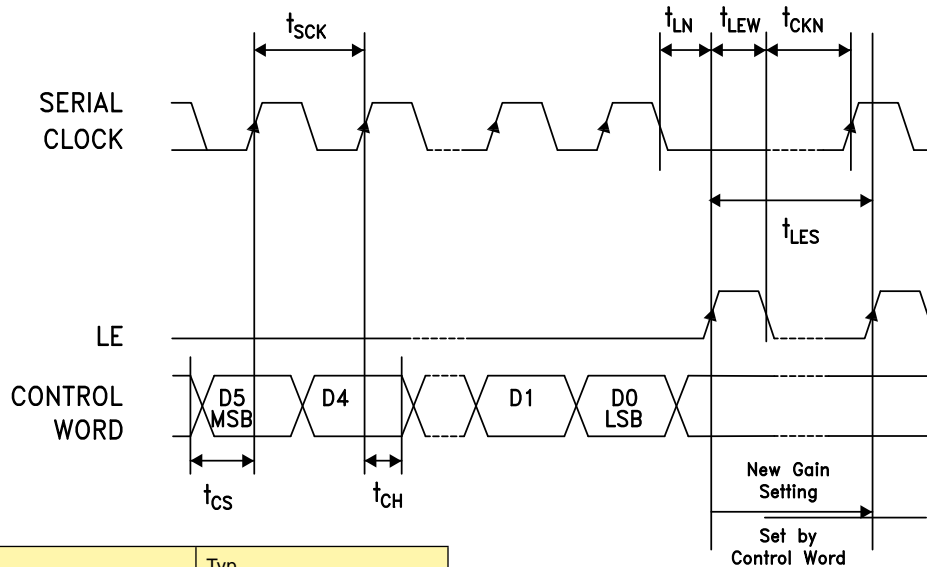 tSCK
tLN tLEW tCKN
SERIAL
CLOCK
tLES
LE
CONTROL
WORD
D5
MSB
D4
D1
D0
LSB
tCS
tCH
New Gain
Setting
Set by
Control Word
Typ